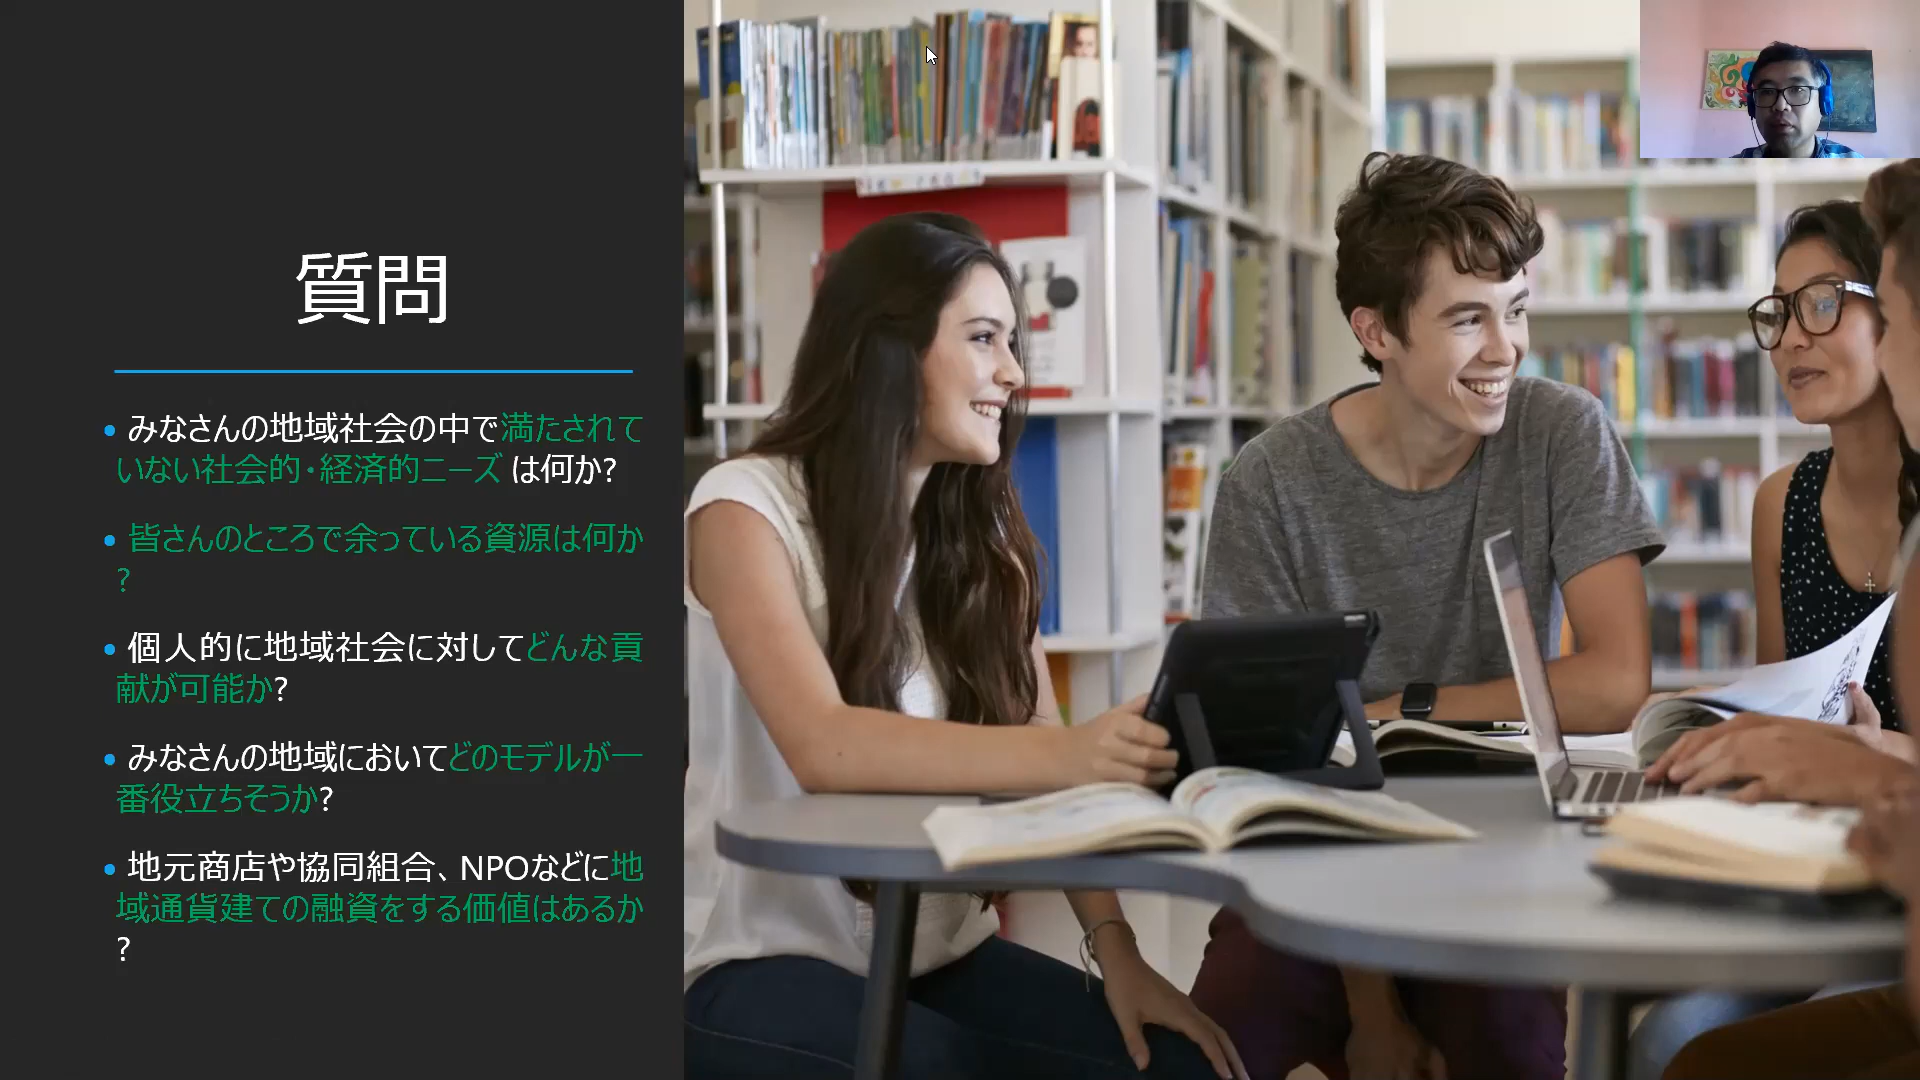 質問
• みなさんの地域社会の中で満たされて
いない社会的・経済的ニーズ は何か?
• 皆さんのところで余っている資源は何か
?
• 個人的に地域社会に対してどんな貢
献が可能か?
• みなさんの地域においてどのモデルが一
番役立ちそうか?
• 地元商店や協同組合、NPOなどに地
域通貨建ての融資をする価値はあるか
?